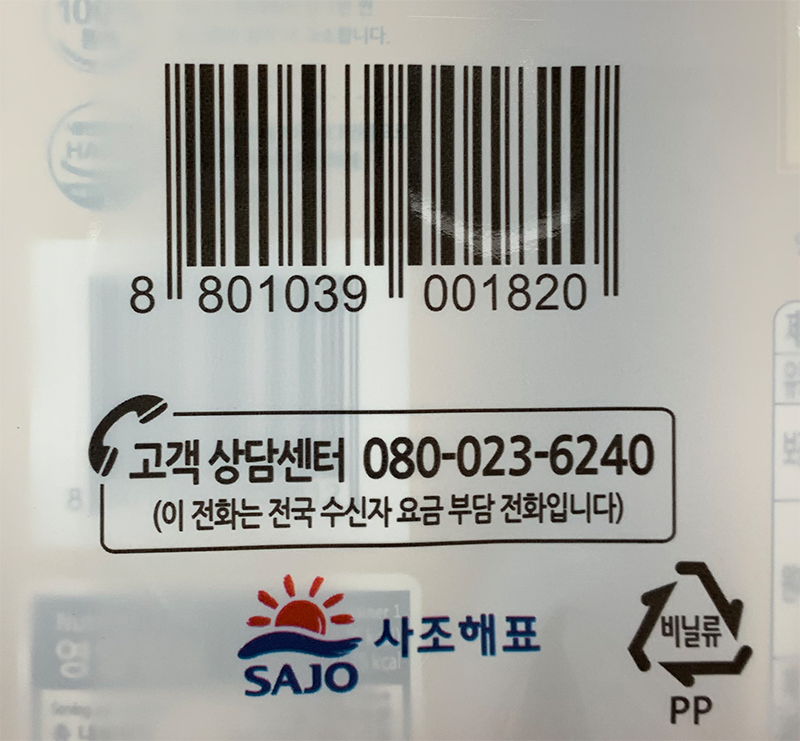 8 801039 001820
고객 상담센터 080-023-6240
(이 전화는 전국 수신자 요금 부담 전화입니다)
SAJO 사조해표
비닐류
PP